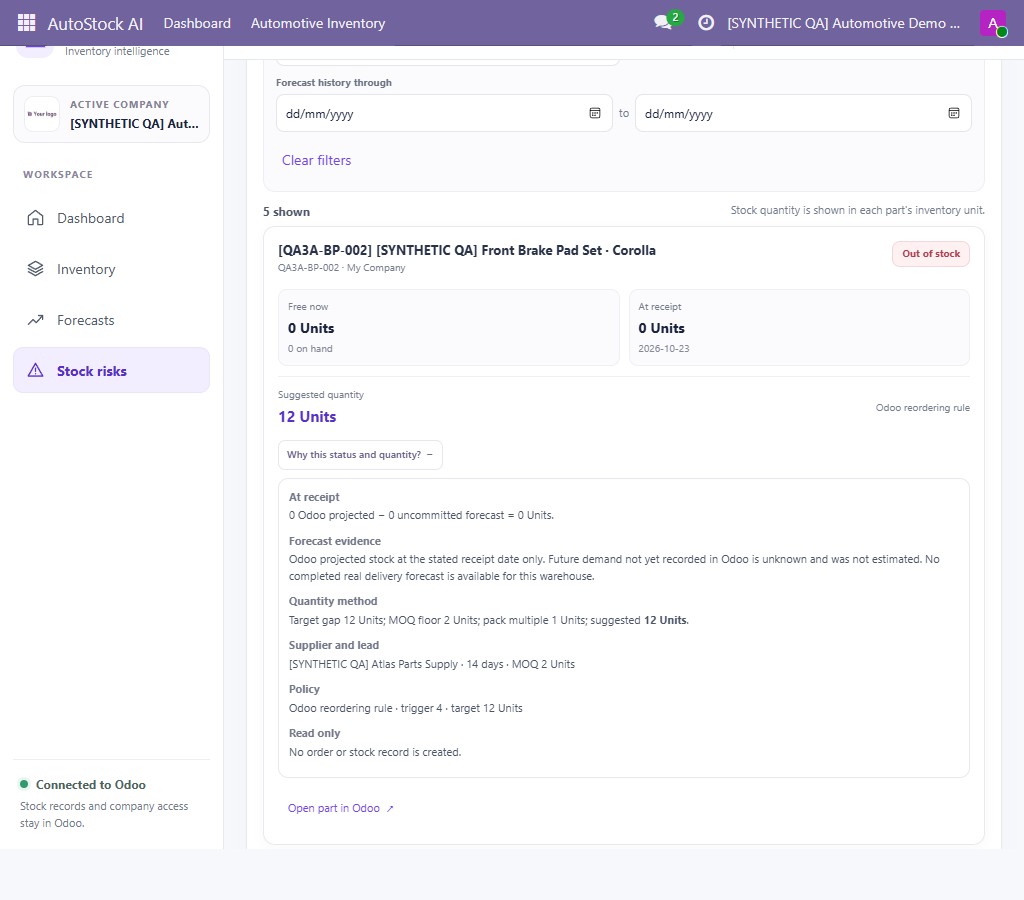 AutoStock AI
Dashboard
Automotive Inventory
2
[SYNTHETIC QA] Automotive Demo ...
A
Inventory intelligence
Your logo
ACTIVE COMPANY
[SYNTHETIC QA] Aut...
WORKSPACE
Dashboard
Inventory
Forecasts
Stock risks
Connected to Odoo
Stock records and company access
stay in Odoo.
Forecast history through
dd/mm/yyyy
to
dd/mm/yyyy
Clear filters
5 shown
Stock quantity is shown in each part's inventory unit.
[QA3A-BP-002] [SYNTHETIC QA] Front Brake Pad Set · Corolla
QA3A-BP-002 · My Company
Out of stock
Free now
0 Units
0 on hand
At receipt
0 Units
2026-10-23
Suggested quantity
12 Units
Odoo reordering rule
Why this status and quantity? −
At receipt
0 Odoo projected − 0 uncommitted forecast = 0 Units.
Forecast evidence
Odoo projected stock at the stated receipt date only. Future demand not yet recorded in Odoo is unknown and was not estimated. No
completed real delivery forecast is available for this warehouse.
Quantity method
Target gap 12 Units; MOQ floor 2 Units; pack multiple 1 Units; suggested 12 Units.
Supplier and lead
[SYNTHETIC QA] Atlas Parts Supply · 14 days · MOQ 2 Units
Policy
Odoo reordering rule · trigger 4 · target 12 Units
Read only
No order or stock record is created.
Open part in Odoo ↗